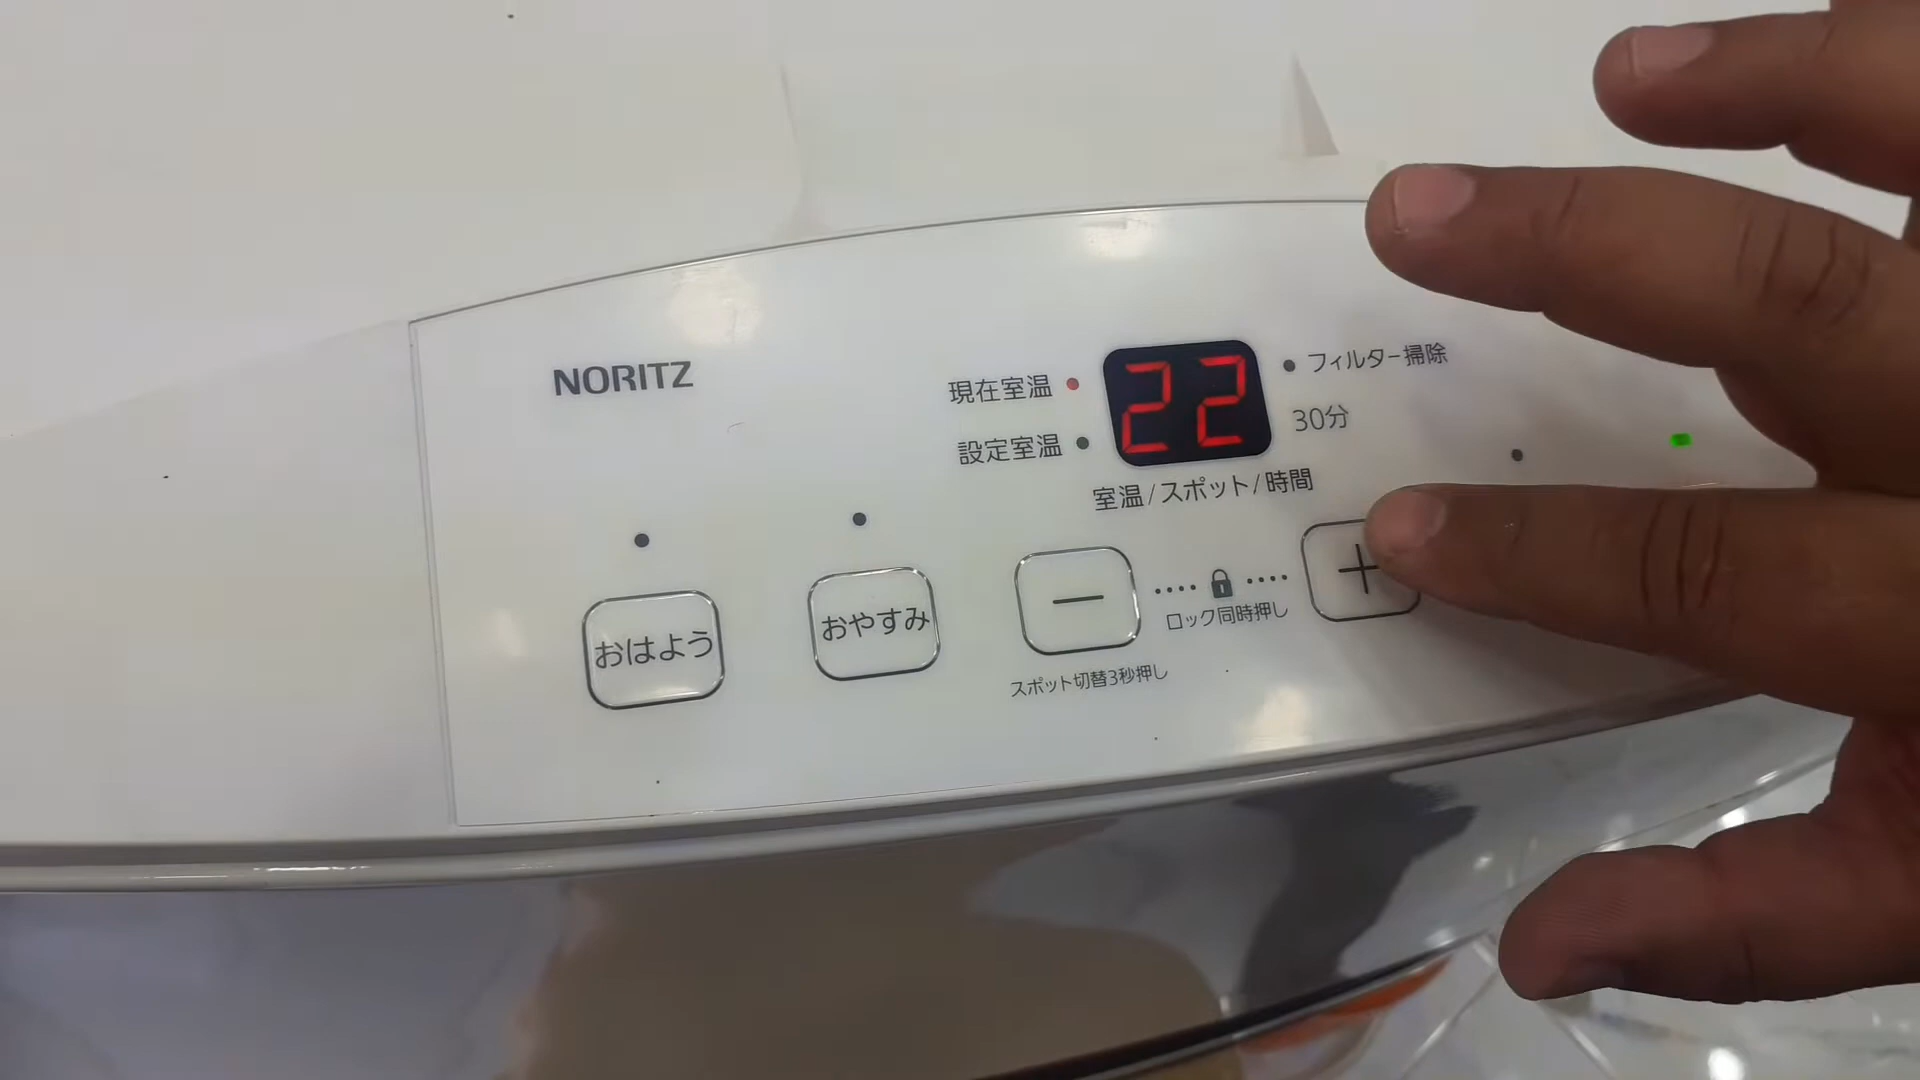 NORITZ
現在室温
22
フィルター掃除
設定室温
30分
室温/スポット/時間
おはよう
おやすみ
−
ロック同時押し
+
スポット切替3秒押し